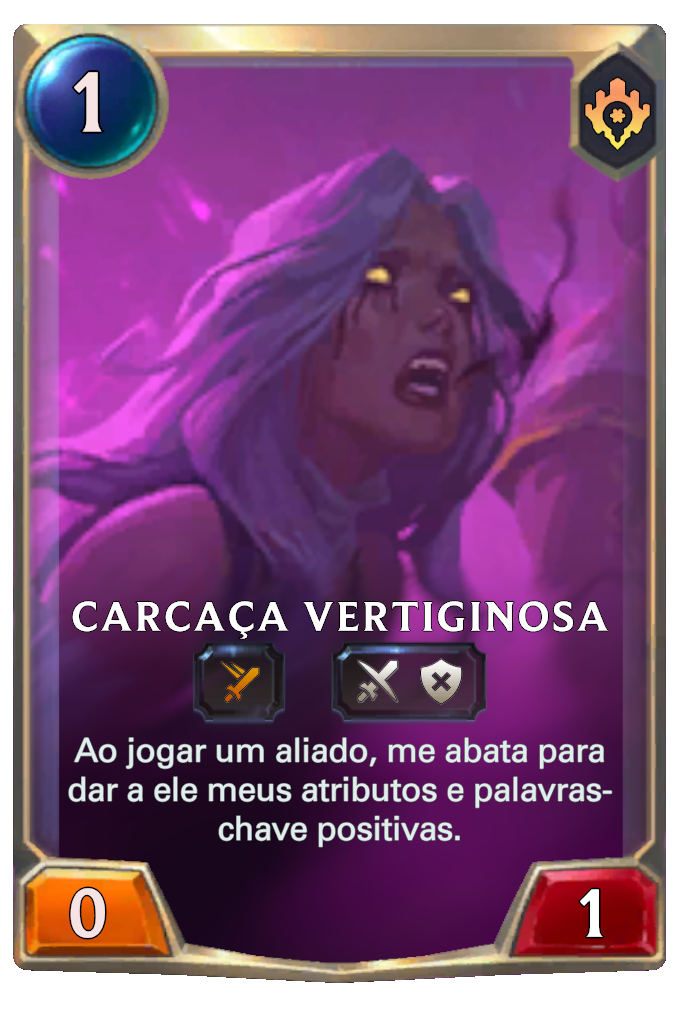 1
CARCAÇA VERTIGINOSA
Ao jogar um aliado, me abata para
dar a ele meus atributos e palavras-
chave positivas.
0
1